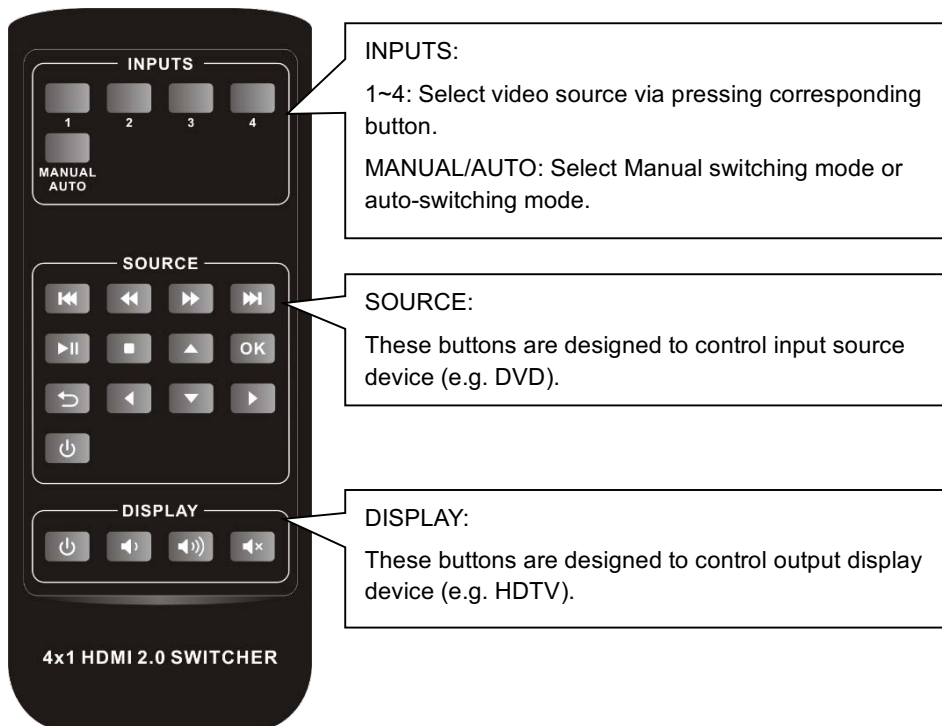 INPUTS
1 2 3 4
MANUAL
AUTO
SOURCE
OK
DISPLAY
4x1 HDMI 2.0 SWITCHER
INPUTS:
1~4: Select video source via pressing corresponding
button.
MANUAL/AUTO: Select Manual switching mode or
auto-switching mode.
SOURCE:
These buttons are designed to control input source
device (e.g. DVD).
DISPLAY:
These buttons are designed to control output display
device (e.g. HDTV).